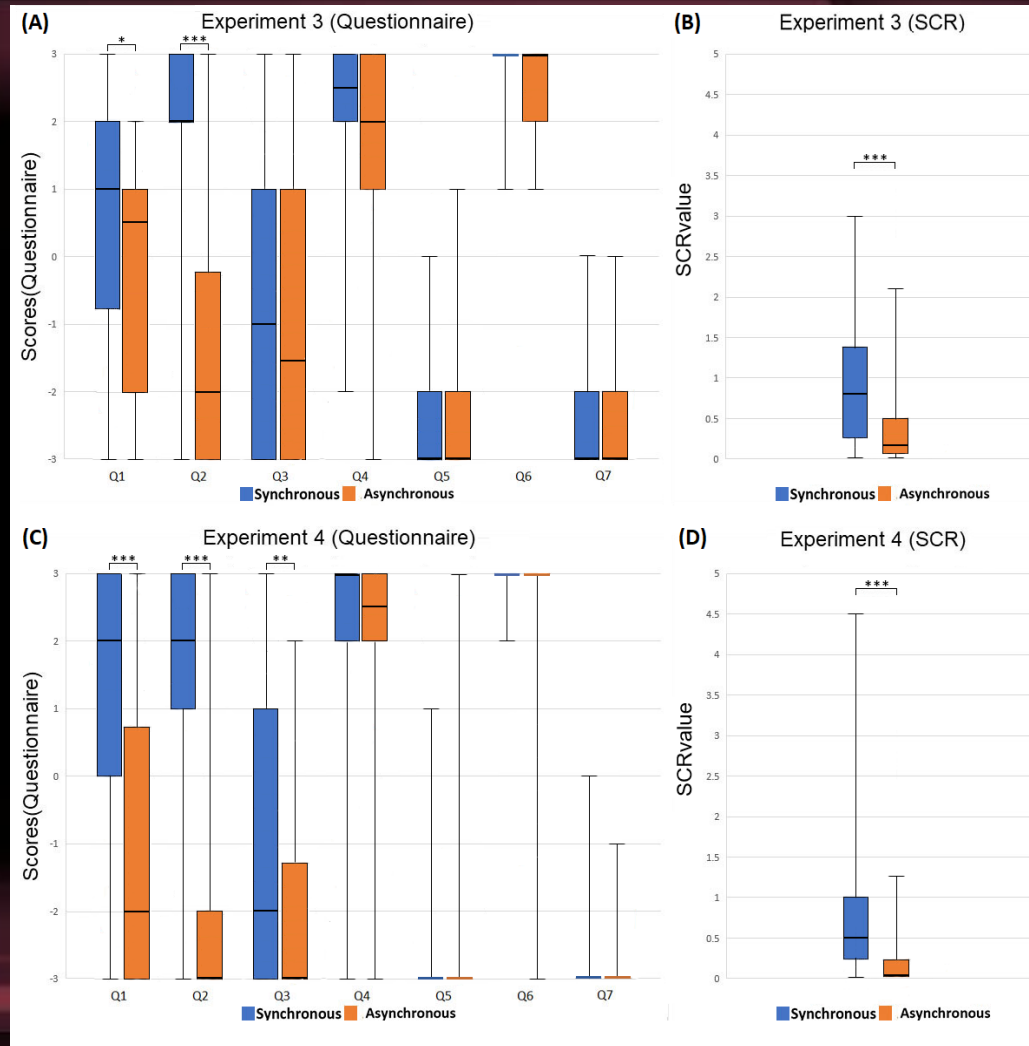 (A) Experiment 3 (Questionnaire)
* ***
3
2
1
0
-1
-2
-3
Scores(Questionnaire)
Q1 Q2 Q3 Q4 Q5 Q6 Q7
Synchronous Asynchronous
(B) Experiment 3 (SCR)
***
5
4.5
4
3.5
3
2.5
2
1.5
1
0.5
0
SCRvalue
Synchronous Asynchronous
(C) Experiment 4 (Questionnaire)
*** *** **
3
2
1
0
-1
-2
-3
Scores(Questionnaire)
Q1 Q2 Q3 Q4 Q5 Q6 Q7
Synchronous Asynchronous
(D) Experiment 4 (SCR)
***
5
4.5
4
3.5
3
2.5
2
1.5
1
0.5
0
SCRvalue
Synchronous Asynchronous